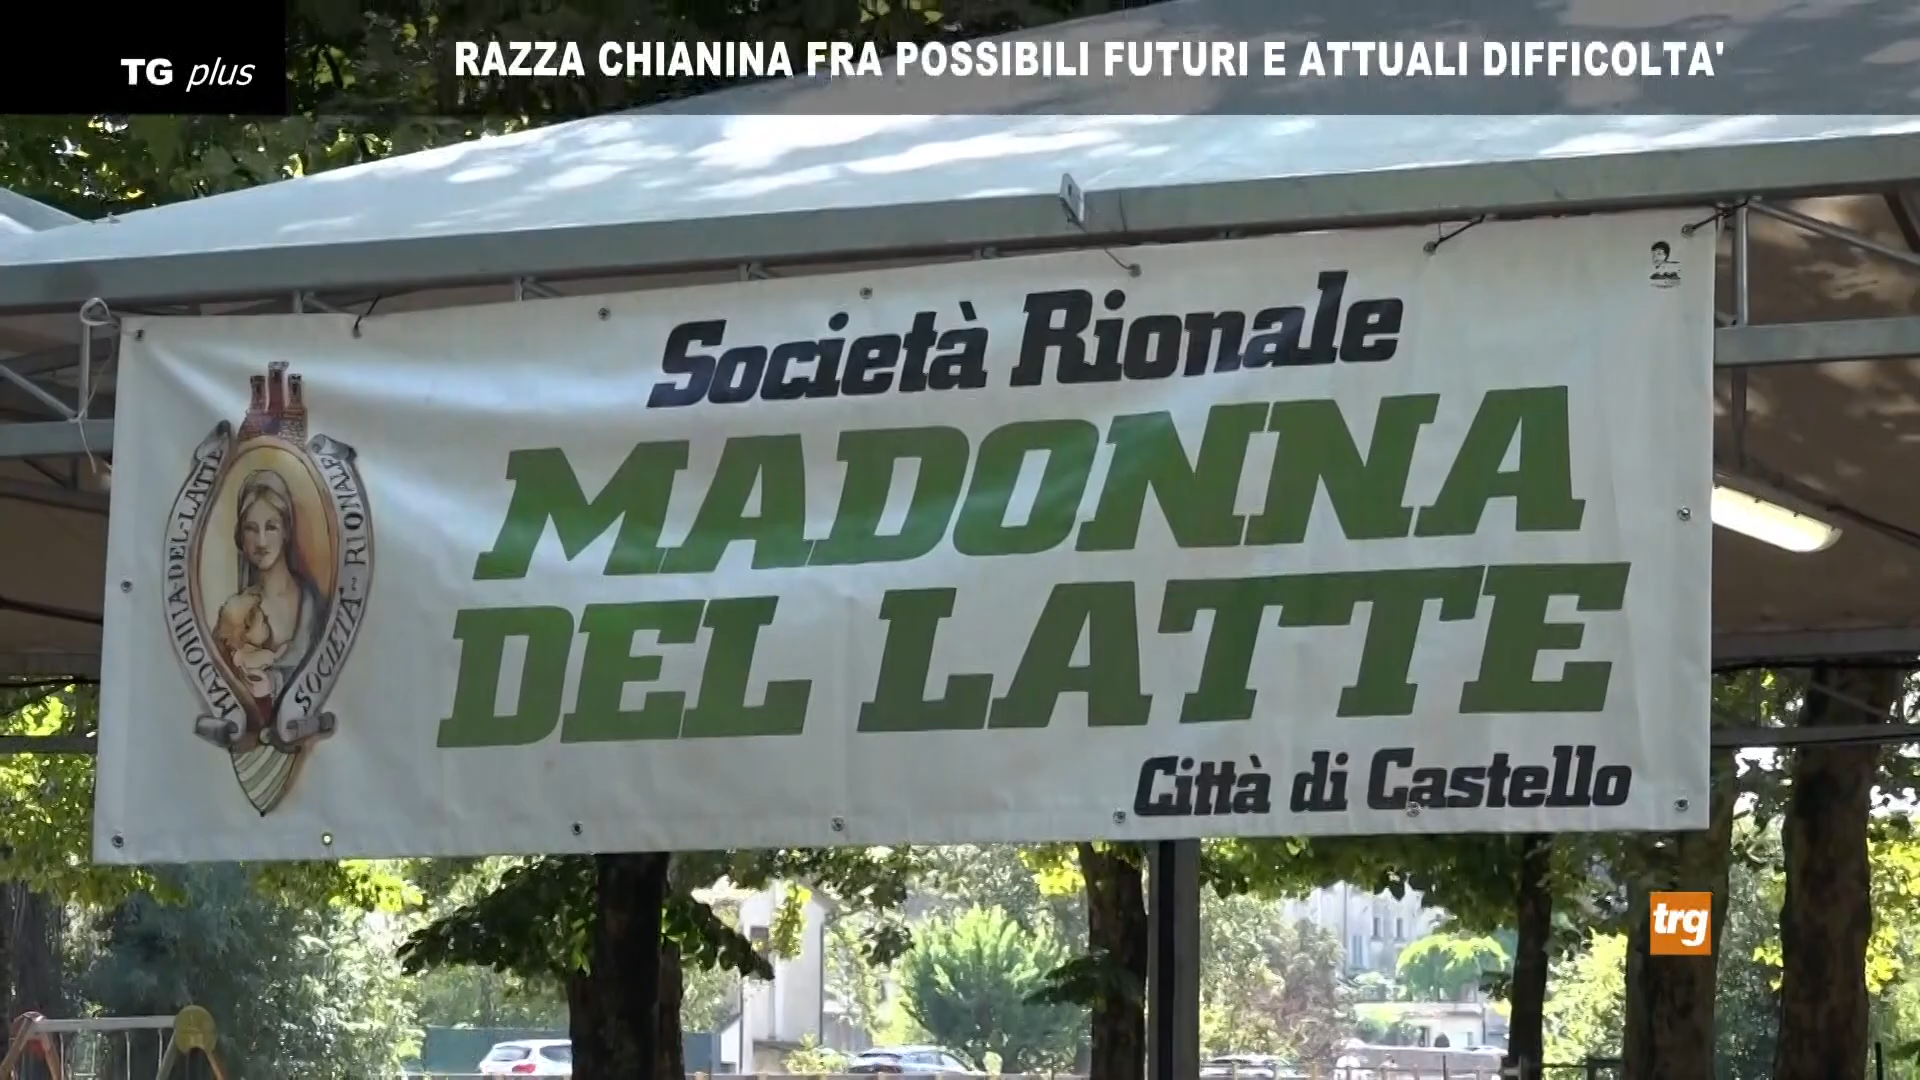 TG plus
RAZZA CHIANINA FRA POSSIBILI FUTURI E ATTUALI DIFFICOLTA'
Società Rionale
MADONNA
DEL LATTE
Città di Castello
MADONNA-DEL-LATTE
SOCIETÀ~RIONALE
trg